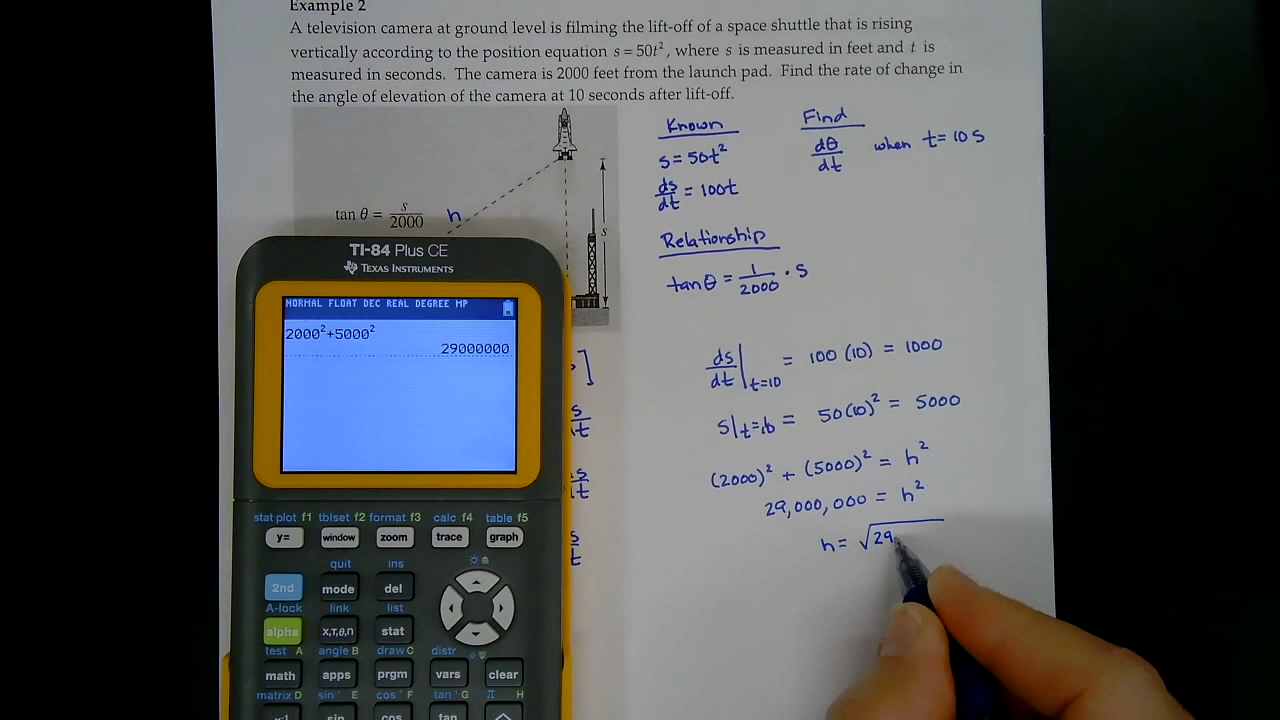 Example 2
A television camera at ground level is filming the lift-off of a space shuttle that is rising
vertically according to the position equation s = 50t², where s is measured in feet and t is
measured in seconds. The camera is 2000 feet from the launch pad. Find the rate of change in
the angle of elevation of the camera at 10 seconds after lift-off.
tan θ = s/2000
h
s
Known
s = 50t²
ds/dt = 100t
Find
dθ/dt when t = 10 s
Relationship
tan θ = 1/2000 · s
ds/dt|t=10 = 100 (10) = 1000
s|t=10 = 50(10)² = 5000
(2000)² + (5000)² = h²
29,000,000 = h²
h = √29
]
s/t
s/t
s/t
TI-84 Plus CE
TEXAS INSTRUMENTS
NORMAL FLOAT DEC REAL DEGREE MP
2000²+5000²
29000000
stat plot f1 tblset f2 format f3 calc f4 table f5
y= window zoom trace graph
quit ins
2nd mode del
A-lock link list
alpha X,T,θ,n stat
test A angle B draw C distr
math apps prgm vars clear
matrix D sin⁻¹ E cos⁻¹ F tan⁻¹ G π H
x⁻¹ sin cos tan ^